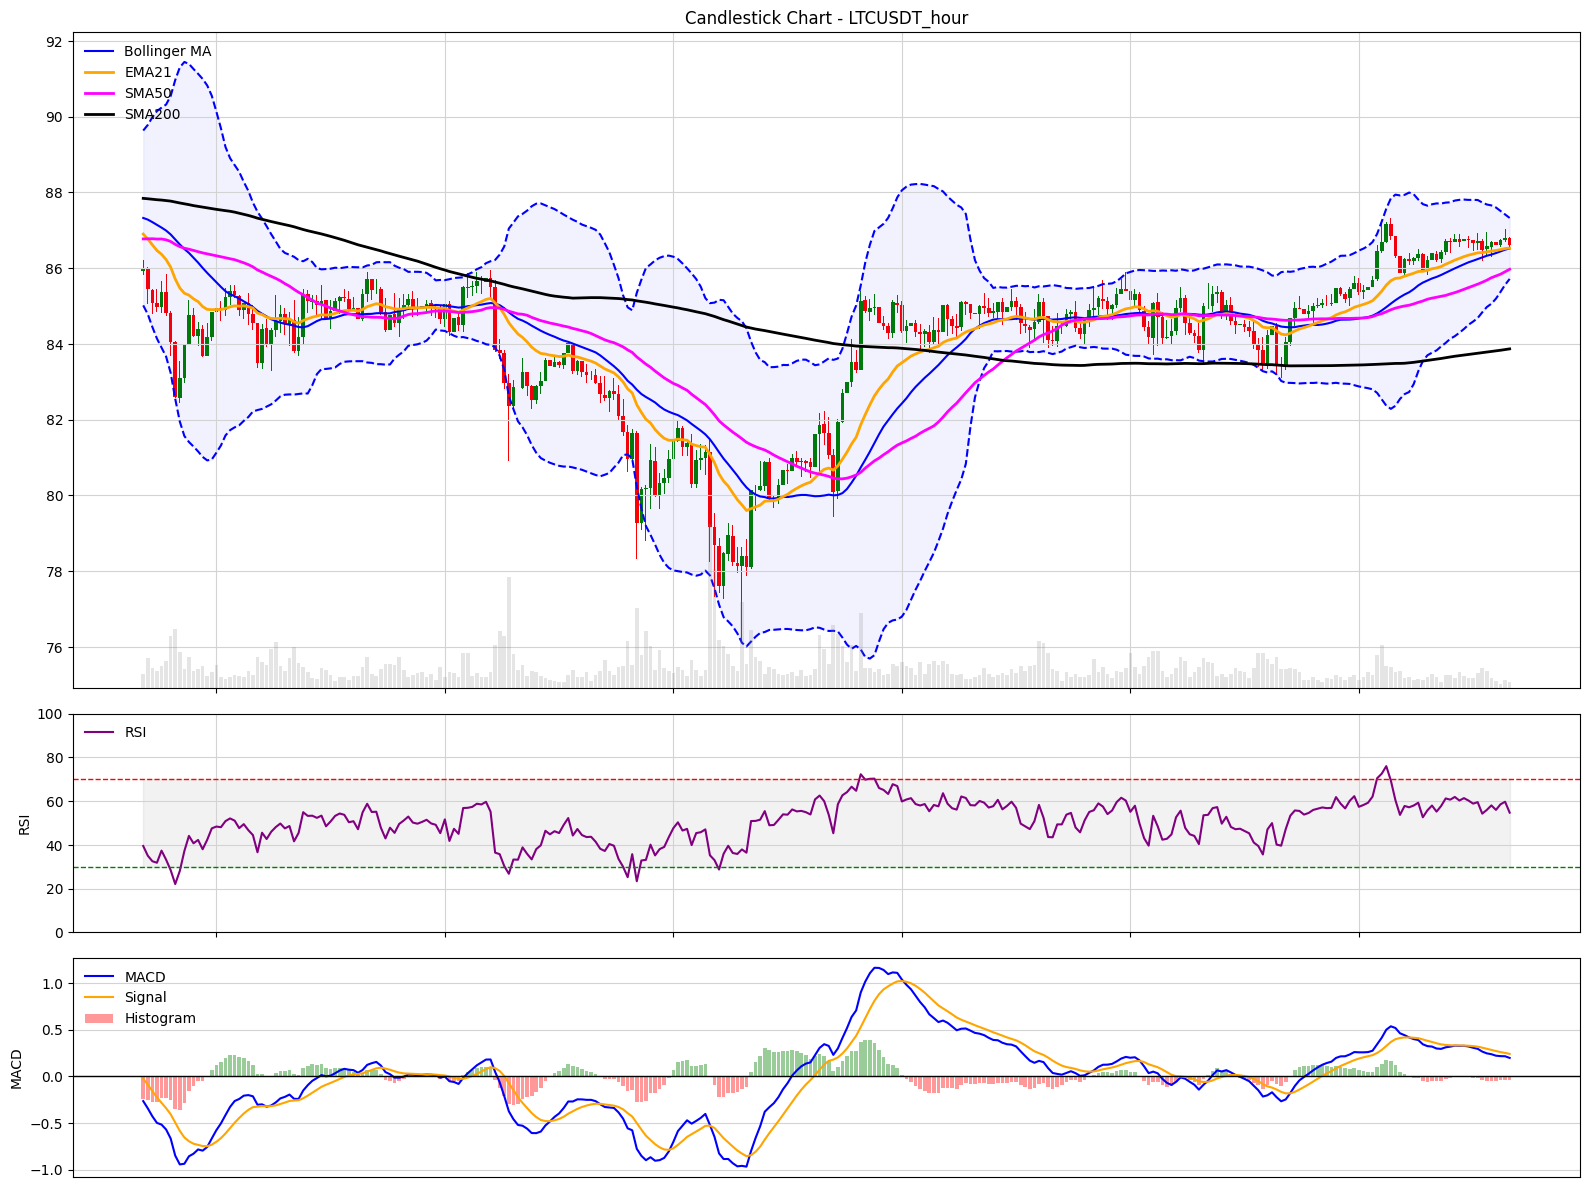 Candlestick Chart - LTCUSDT_hour
92
90
88
86
84
82
80
78
76
Bollinger MA
EMA21
SMA50
SMA200
100
80
60
40
20
0
RSI
RSI
1.0
0.5
0.0
−0.5
−1.0
MACD
MACD
Signal
Histogram